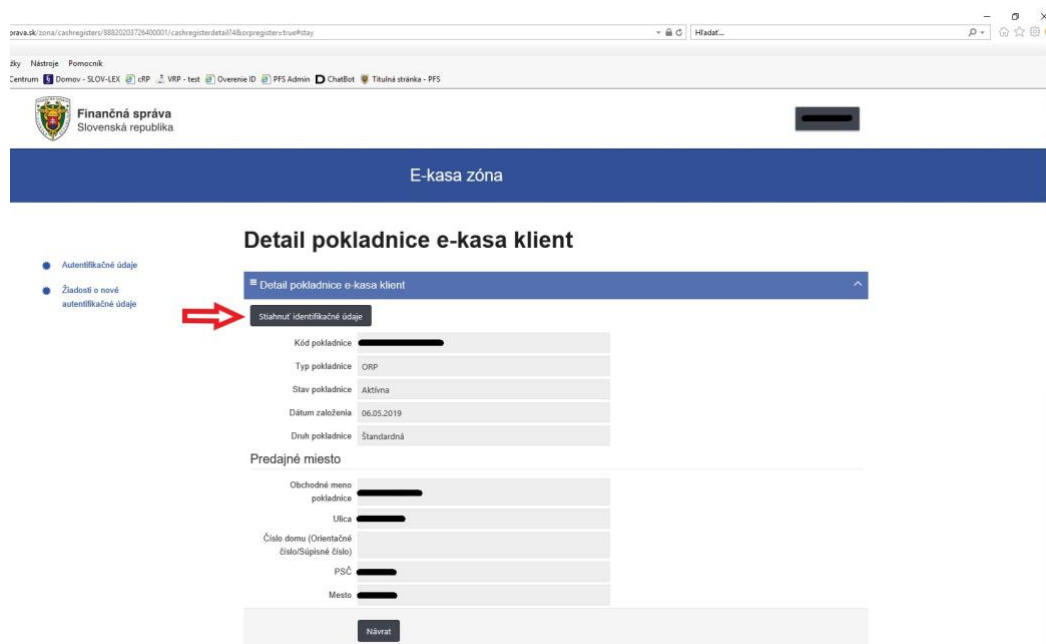 prava.sk/zona/cashregisters/88820203726400001/cashregisterdetail?4&orpregister=true#stay
Hľadať...
žky Nástroje Pomocník
Centrum Domov - SLOV-LEX cRP VRP - test Overenie ID PFS Admin ChatBot Titulná stránka - PFS
Finančná správa
Slovenská republika
E-kasa zóna
Autentifikačné údaje
Žiadosti o nové
autentifikačné údaje
Detail pokladnice e-kasa klient
Detail pokladnice e-kasa klient
Stiahnuť identifikačné údaje
Kód pokladnice
Typ pokladnice ORP
Stav pokladnice Aktívna
Dátum založenia 06.05.2019
Druh pokladnice Štandardná
Predajné miesto
Obchodné meno
pokladnice
Ulica
Číslo domu (Orientačné
číslo/Súpisné číslo)
PSČ
Mesto
Návrat